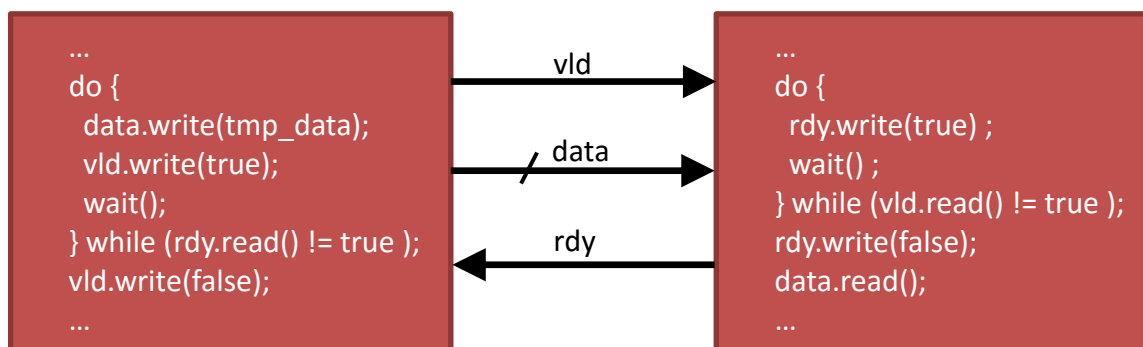 ...
do {
data.write(tmp_data);
vld.write(true);
wait();
} while (rdy.read() != true );
vld.write(false);
...
vld
data
rdy
...
do {
rdy.write(true) ;
wait() ;
} while (vld.read() != true );
rdy.write(false);
data.read();
...